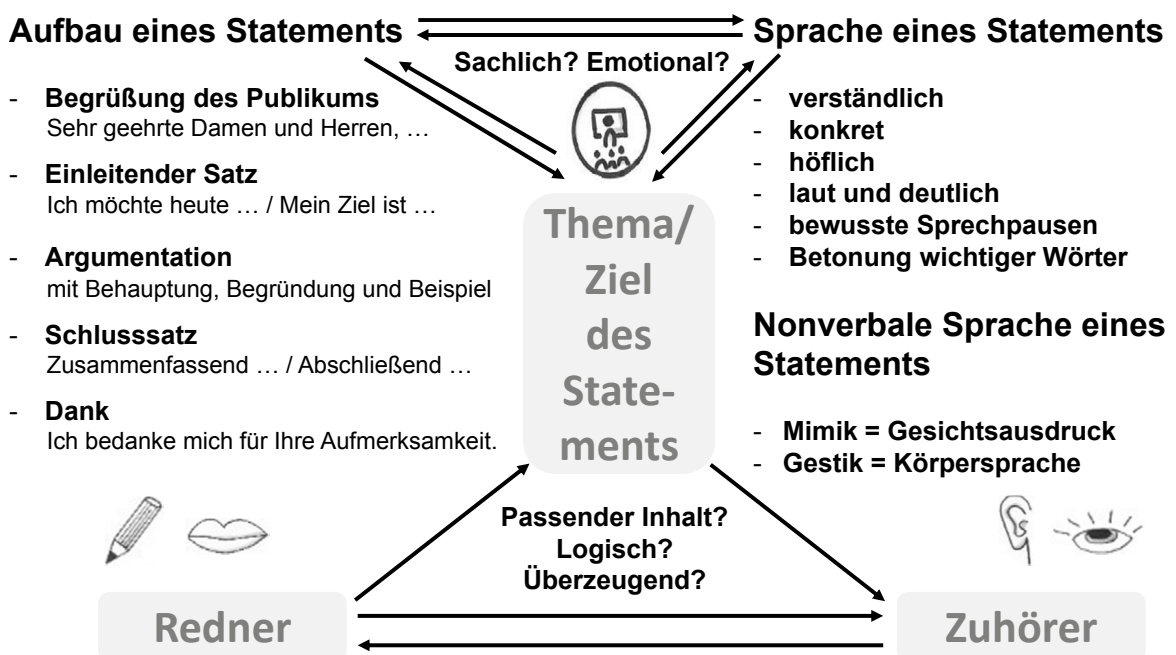 Aufbau eines Statements
Sachlich? Emotional?
Sprache eines Statements
- Begrüßung des Publikums
Sehr geehrte Damen und Herren, …
- Einleitender Satz
Ich möchte heute … / Mein Ziel ist …
- Argumentation
mit Behauptung, Begründung und Beispiel
- Schlusssatz
Zusammenfassend … / Abschließend …
- Dank
Ich bedanke mich für Ihre Aufmerksamkeit.
Thema/
Ziel
des
State-
ments
- verständlich
- konkret
- höflich
- laut und deutlich
- bewusste Sprechpausen
- Betonung wichtiger Wörter
Nonverbale Sprache eines
Statements
- Mimik = Gesichtsausdruck
- Gestik = Körpersprache
Passender Inhalt?
Logisch?
Überzeugend?
Redner
Zuhörer